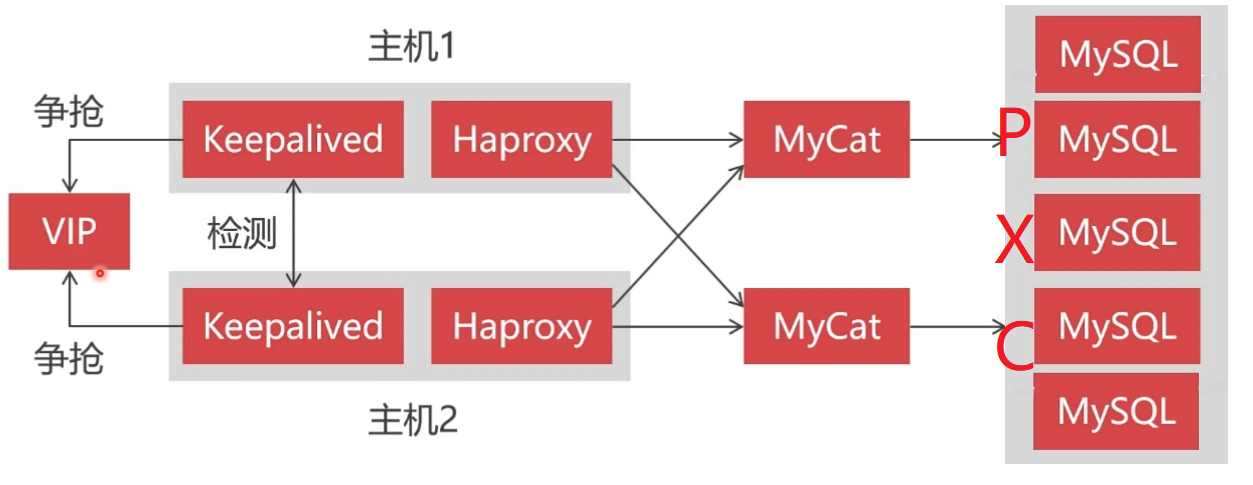 主机1
争抢
Keepalived
Haproxy
MyCat
MySQL
P
MySQL
VIP
检测
X
MySQL
Keepalived
Haproxy
MyCat
C
MySQL
争抢
MySQL
主机2